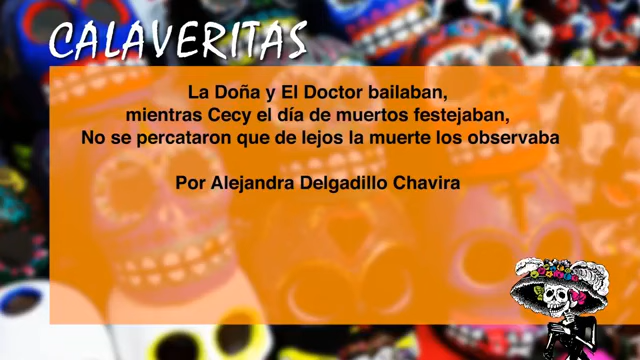 CALAVERITAS
La Doña y El Doctor bailaban,
mientras Cecy el día de muertos festejaban,
No se percataron que de lejos la muerte los observaba
Por Alejandra Delgadillo Chavira